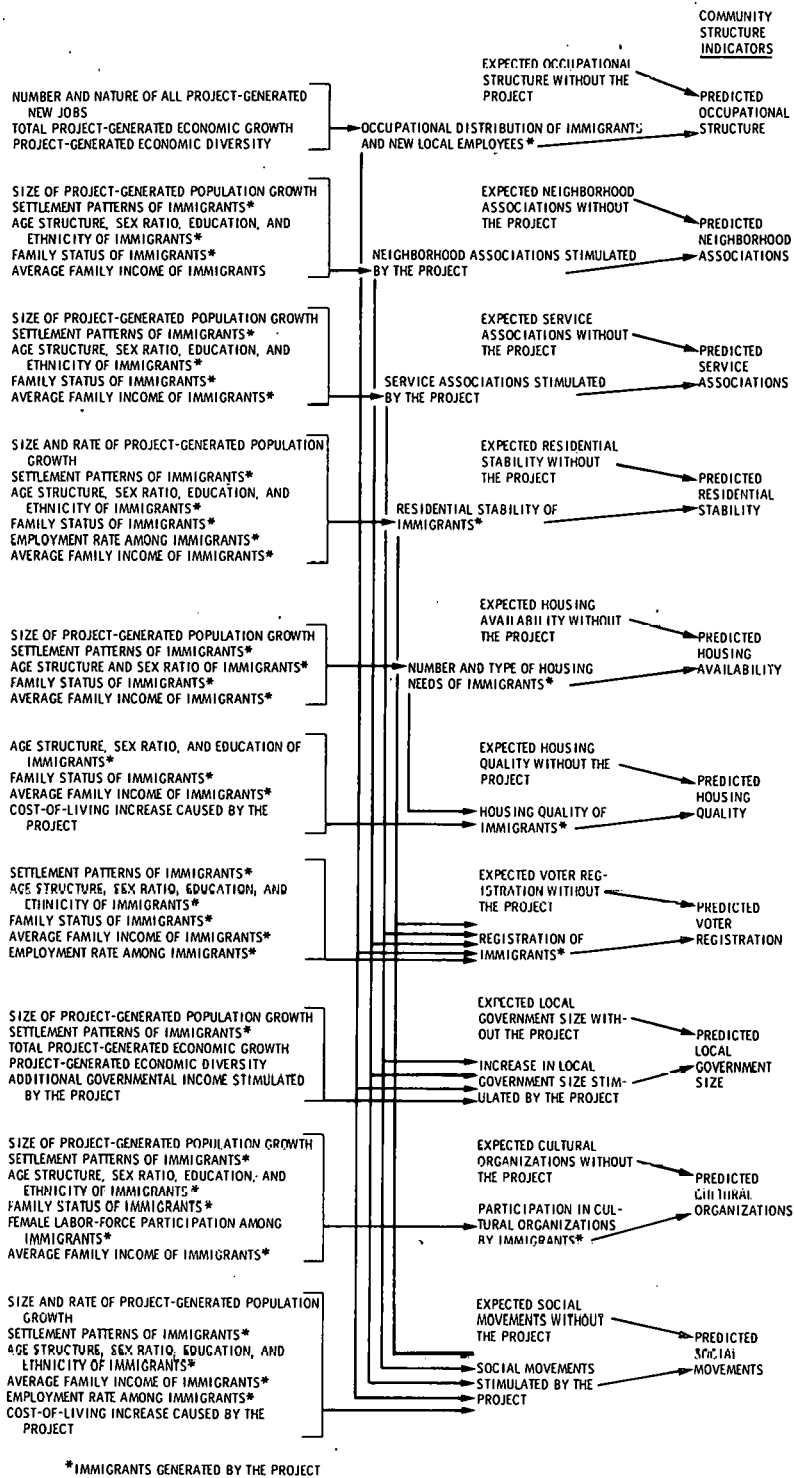 COMMUNITY
STRUCTURE
INDICATORS
NUMBER AND NATURE OF ALL PROJECT-GENERATED
NEW JOBS
TOTAL PROJECT-GENERATED ECONOMIC GROWTH
PROJECT-GENERATED ECONOMIC DIVERSITY
EXPECTED OCCUPATIONAL
STRUCTURE WITHOUT THE
PROJECT
OCCUPATIONAL DISTRIBUTION OF IMMIGRANTS
AND NEW LOCAL EMPLOYEES*
PREDICTED
OCCUPATIONAL
STRUCTURE
SIZE OF PROJECT-GENERATED POPULATION GROWTH
SETTLEMENT PATTERNS OF IMMIGRANTS*
AGE STRUCTURE, SEX RATIO, EDUCATION, AND
ETHNICITY OF IMMIGRANTS*
FAMILY STATUS OF IMMIGRANTS*
AVERAGE FAMILY INCOME OF IMMIGRANTS
EXPECTED NEIGHBORHOOD
ASSOCIATIONS WITHOUT
THE PROJECT
NEIGHBORHOOD ASSOCIATIONS STIMULATED
BY THE PROJECT
PREDICTED
NEIGHBORHOOD
ASSOCIATIONS
SIZE OF PROJECT-GENERATED POPULATION GROWTH
SETTLEMENT PATTERNS OF IMMIGRANTS*
AGE STRUCTURE, SEX RATIO, EDUCATION, AND
ETHNICITY OF IMMIGRANTS*
FAMILY STATUS OF IMMIGRANTS*
AVERAGE FAMILY INCOME OF IMMIGRANTS*
EXPECTED SERVICE
ASSOCIATIONS WITHOUT
THE PROJECT
SERVICE ASSOCIATIONS STIMULATED
BY THE PROJECT
PREDICTED
SERVICE
ASSOCIATIONS
SIZE AND RATE OF PROJECT-GENERATED POPULATION
GROWTH
SETTLEMENT PATTERNS OF IMMIGRANTS*
AGE STRUCTURE, SEX RATIO, EDUCATION, AND
ETHNICITY OF IMMIGRANTS*
FAMILY STATUS OF IMMIGRANTS*
EMPLOYMENT RATE AMONG IMMIGRANTS*
AVERAGE FAMILY INCOME OF IMMIGRANTS*
EXPECTED RESIDENTIAL
STABILITY WITHOUT
THE PROJECT
RESIDENTIAL STABILITY OF
IMMIGRANTS*
PREDICTED
RESIDENTIAL
STABILITY
SIZE OF PROJECT-GENERATED POPULATION GROWTH
SETTLEMENT PATTERNS OF IMMIGRANTS*
AGE STRUCTURE AND SEX RATIO OF IMMIGRANTS*
FAMILY STATUS OF IMMIGRANTS*
AVERAGE FAMILY INCOME OF IMMIGRANTS*
EXPECTED HOUSING
AVAILABILITY WITHOUT
THE PROJECT
NUMBER AND TYPE OF HOUSING
NEEDS OF IMMIGRANTS*
PREDICTED
HOUSING
AVAILABILITY
AGE STRUCTURE, SEX RATIO, AND EDUCATION OF
IMMIGRANTS*
FAMILY STATUS OF IMMIGRANTS*
AVERAGE FAMILY INCOME OF IMMIGRANTS*
COST-OF-LIVING INCREASE CAUSED BY THE
PROJECT
EXPECTED HOUSING
QUALITY WITHOUT THE
PROJECT
HOUSING QUALITY OF
IMMIGRANTS*
PREDICTED
HOUSING
QUALITY
SETTLEMENT PATTERNS OF IMMIGRANTS*
AGE STRUCTURE, SEX RATIO, EDUCATION, AND
ETHNICITY OF IMMIGRANTS*
FAMILY STATUS OF IMMIGRANTS*
AVERAGE FAMILY INCOME OF IMMIGRANTS*
EMPLOYMENT RATE AMONG IMMIGRANTS*
EXPECTED VOTER REG-
ISTRATION WITHOUT
THE PROJECT
REGISTRATION OF
IMMIGRANTS*
PREDICTED
VOTER
REGISTRATION
SIZE OF PROJECT-GENERATED POPULATION GROWTH
SETTLEMENT PATTERNS OF IMMIGRANTS*
TOTAL PROJECT-GENERATED ECONOMIC GROWTH
PROJECT-GENERATED ECONOMIC DIVERSITY
ADDITIONAL GOVERNMENTAL INCOME STIMULATED
BY THE PROJECT
EXPECTED LOCAL
GOVERNMENT SIZE WITH-
OUT THE PROJECT
INCREASE IN LOCAL
GOVERNMENT SIZE STIM-
ULATED BY THE PROJECT
PREDICTED
LOCAL
GOVERNMENT
SIZE
SIZE OF PROJECT-GENERATED POPULATION GROWTH
SETTLEMENT PATTERNS OF IMMIGRANTS*
AGE STRUCTURE, SEX RATIO, EDUCATION, AND
ETHNICITY OF IMMIGRANTS*
FAMILY STATUS OF IMMIGRANTS*
FEMALE LABOR-FORCE PARTICIPATION AMONG
IMMIGRANTS*
AVERAGE FAMILY INCOME OF IMMIGRANTS*
EXPECTED CULTURAL
ORGANIZATIONS WITHOUT
THE PROJECT
PARTICIPATION IN CUL-
TURAL ORGANIZATIONS
BY IMMIGRANTS*
PREDICTED
CULTURAL
ORGANIZATIONS
SIZE AND RATE OF PROJECT-GENERATED POPULATION
GROWTH
SETTLEMENT PATTERNS OF IMMIGRANTS*
AGE STRUCTURE, SEX RATIO, EDUCATION, AND
ETHNICITY OF IMMIGRANTS*
AVERAGE FAMILY INCOME OF IMMIGRANTS*
EMPLOYMENT RATE AMONG IMMIGRANTS*
COST-OF-LIVING INCREASE CAUSED BY THE
PROJECT
EXPECTED SOCIAL
MOVEMENTS WITHOUT
THE PROJECT
SOCIAL MOVEMENTS
STIMULATED BY THE
PROJECT
PREDICTED
SOCIAL
MOVEMENTS
*IMMIGRANTS GENERATED BY THE PROJECT